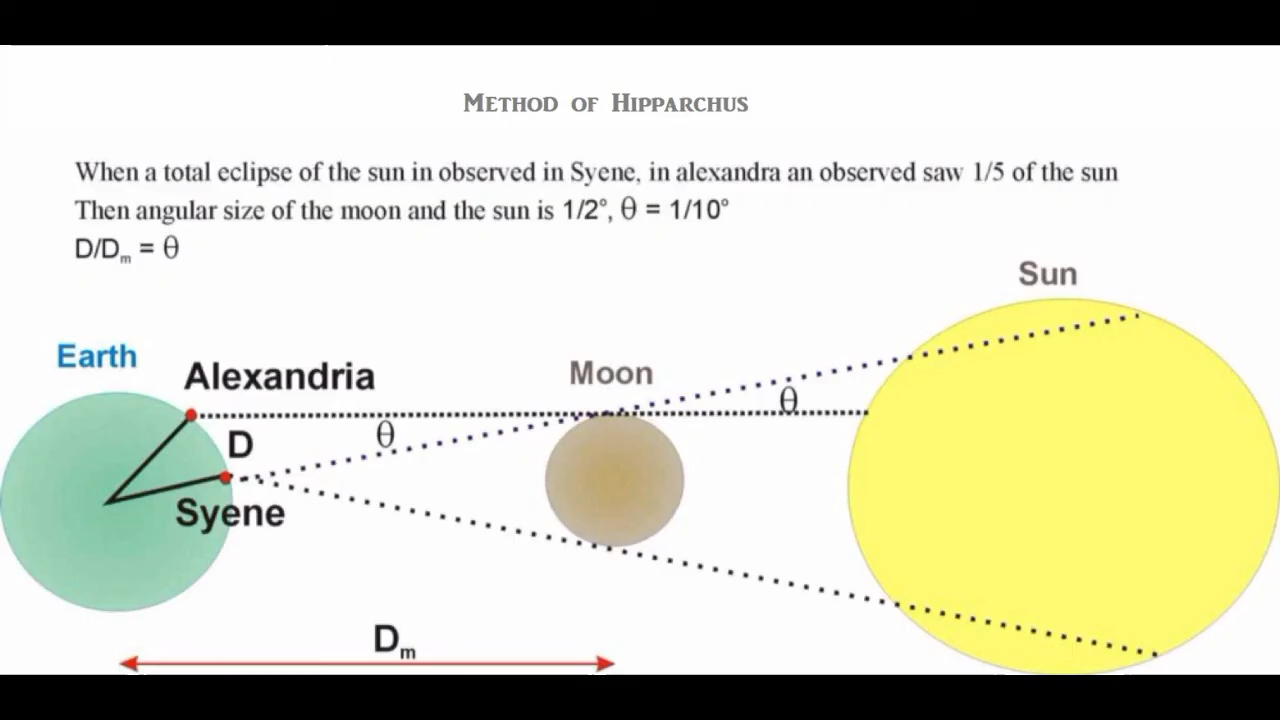 METHOD OF HIPPARCHUS
When a total eclipse of the sun in observed in Syene, in alexandra an observed saw 1/5 of the sun
Then angular size of the moon and the sun is 1/2°, θ = 1/10°
D/Dₘ = θ
Sun
Earth
Moon
Alexandria
θ
θ
D
Syene
Dₘ